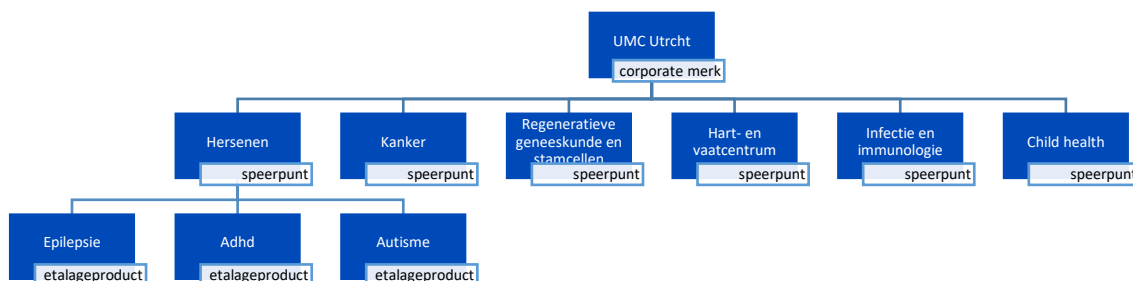 UMC Utrcht
corporate merk
Hersenen
speerpunt
Kanker
speerpunt
Regeneratieve
geneeskunde en
stamcellen
speerpunt
Hart- en
vaatcentrum
speerpunt
Infectie en
immunologie
speerpunt
Child health
speerpunt
Epilepsie
etalageproduct
Adhd
etalageproduct
Autisme
etalageproduct